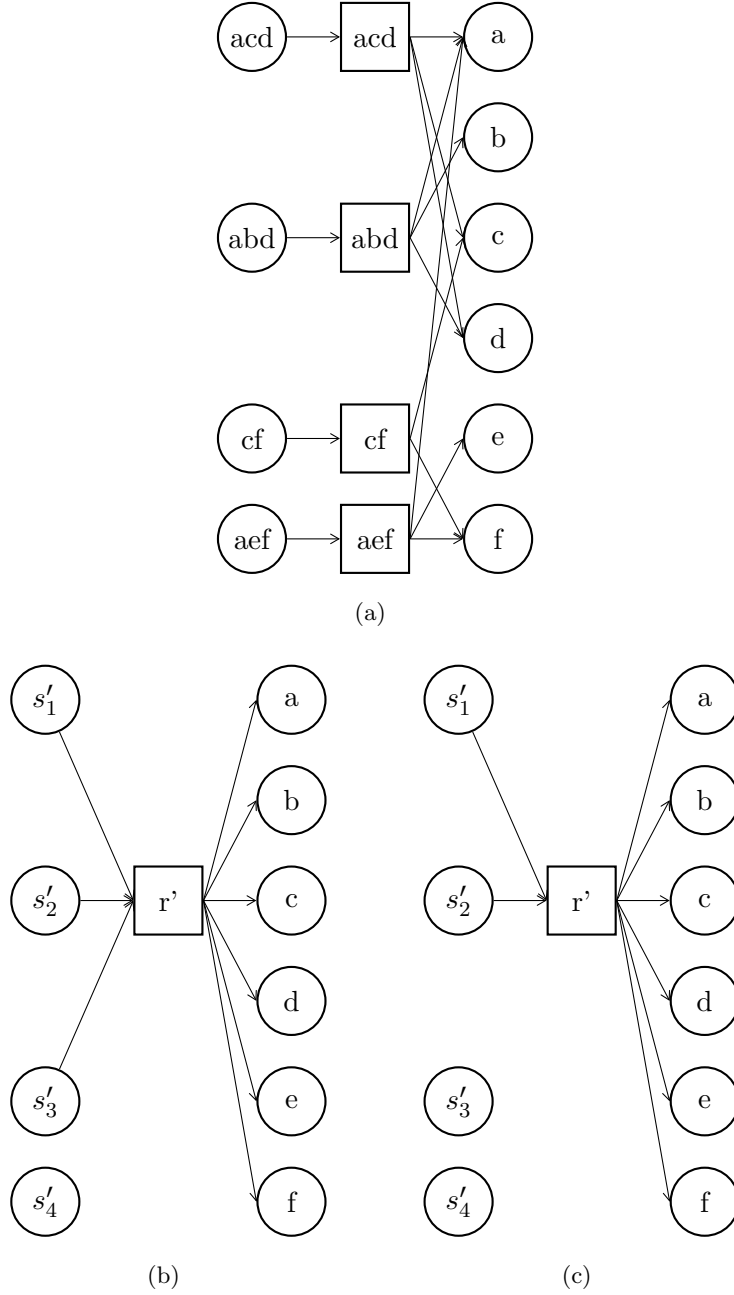 acd acd a
b
abd abd c
d
cf cf e
aef aef f
(a)
s′₁ a
b
s′₂ r' c
d
s′₃ e
s′₄ f
(b)
s′₁ a
b
s′₂ r' c
d
s′₃ e
s′₄ f
(c)